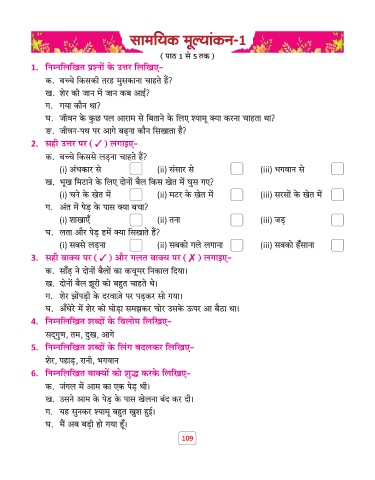 सामयिक मूल्यांकन-1
( पाठ 1 से 5 तक )
1. निम्नलिखित प्रश्नों के उत्तर लिखिए-
क. बच्चे किसकी तरह मुसकाना चाहते हैं?
ख. शेर की जान में जान कब आई?
ग. गया कौन था?
घ. जीवन के कुछ पल आराम से बिताने के लिए श्यामू क्या करना चाहता था?
ङ. जीवन-पथ पर आगे बढ़ना कौन सिखाता है?
2. सही उत्तर पर ( ✓ ) लगाइए-
क. बच्चे किससे लड़ना चाहते हैं?
(i) अंधकार से (ii) संसार से (iii) भगवान से
ख. भूख मिटाने के लिए दोनों बैल किस खेत में घुस गए?
(i) चने के खेत में (ii) मटर के खेत में (iii) सरसों के खेत में
ग. अंत में पेड़ के पास क्या बचा?
(i) शाखाएँ (ii) तना (iii) जड़
घ. लता और पेड़ हमें क्या सिखाते हैं?
(i) सबसे लड़ना (ii) सबको गले लगाना (iii) सबको हँसाना
3. सही वाक्य पर ( ✓ ) और गलत वाक्य पर ( ✗ ) लगाइए-
क. साँड़ ने दोनों बैलों का कचूमर निकाल दिया।
ख. दोनों बैल झूरी को बहुत चाहते थे।
ग. शेर झोंपड़ी के दरवाज़े पर पड़कर सो गया।
घ. अँधेरे में शेर को घोड़ा समझकर चोर उसके ऊपर आ बैठा था।
4. निम्नलिखित शब्दों के विलोम लिखिए-
सद्गुण, तम, दुख, आगे
5. निम्नलिखित शब्दों के लिंग बदलकर लिखिए-
शेर, पहाड़, रानी, भगवान
6. निम्नलिखित वाक्यों को शुद्ध करके लिखिए-
क. जंगल में आम का एक पेड़ थी।
ख. उसने आम के पेड़ के पास खेलना बंद कर दी।
ग. यह सुनकर श्यामू बहुत खुश हुई।
घ. मैं अब बड़ी हो गया हूँ।
109